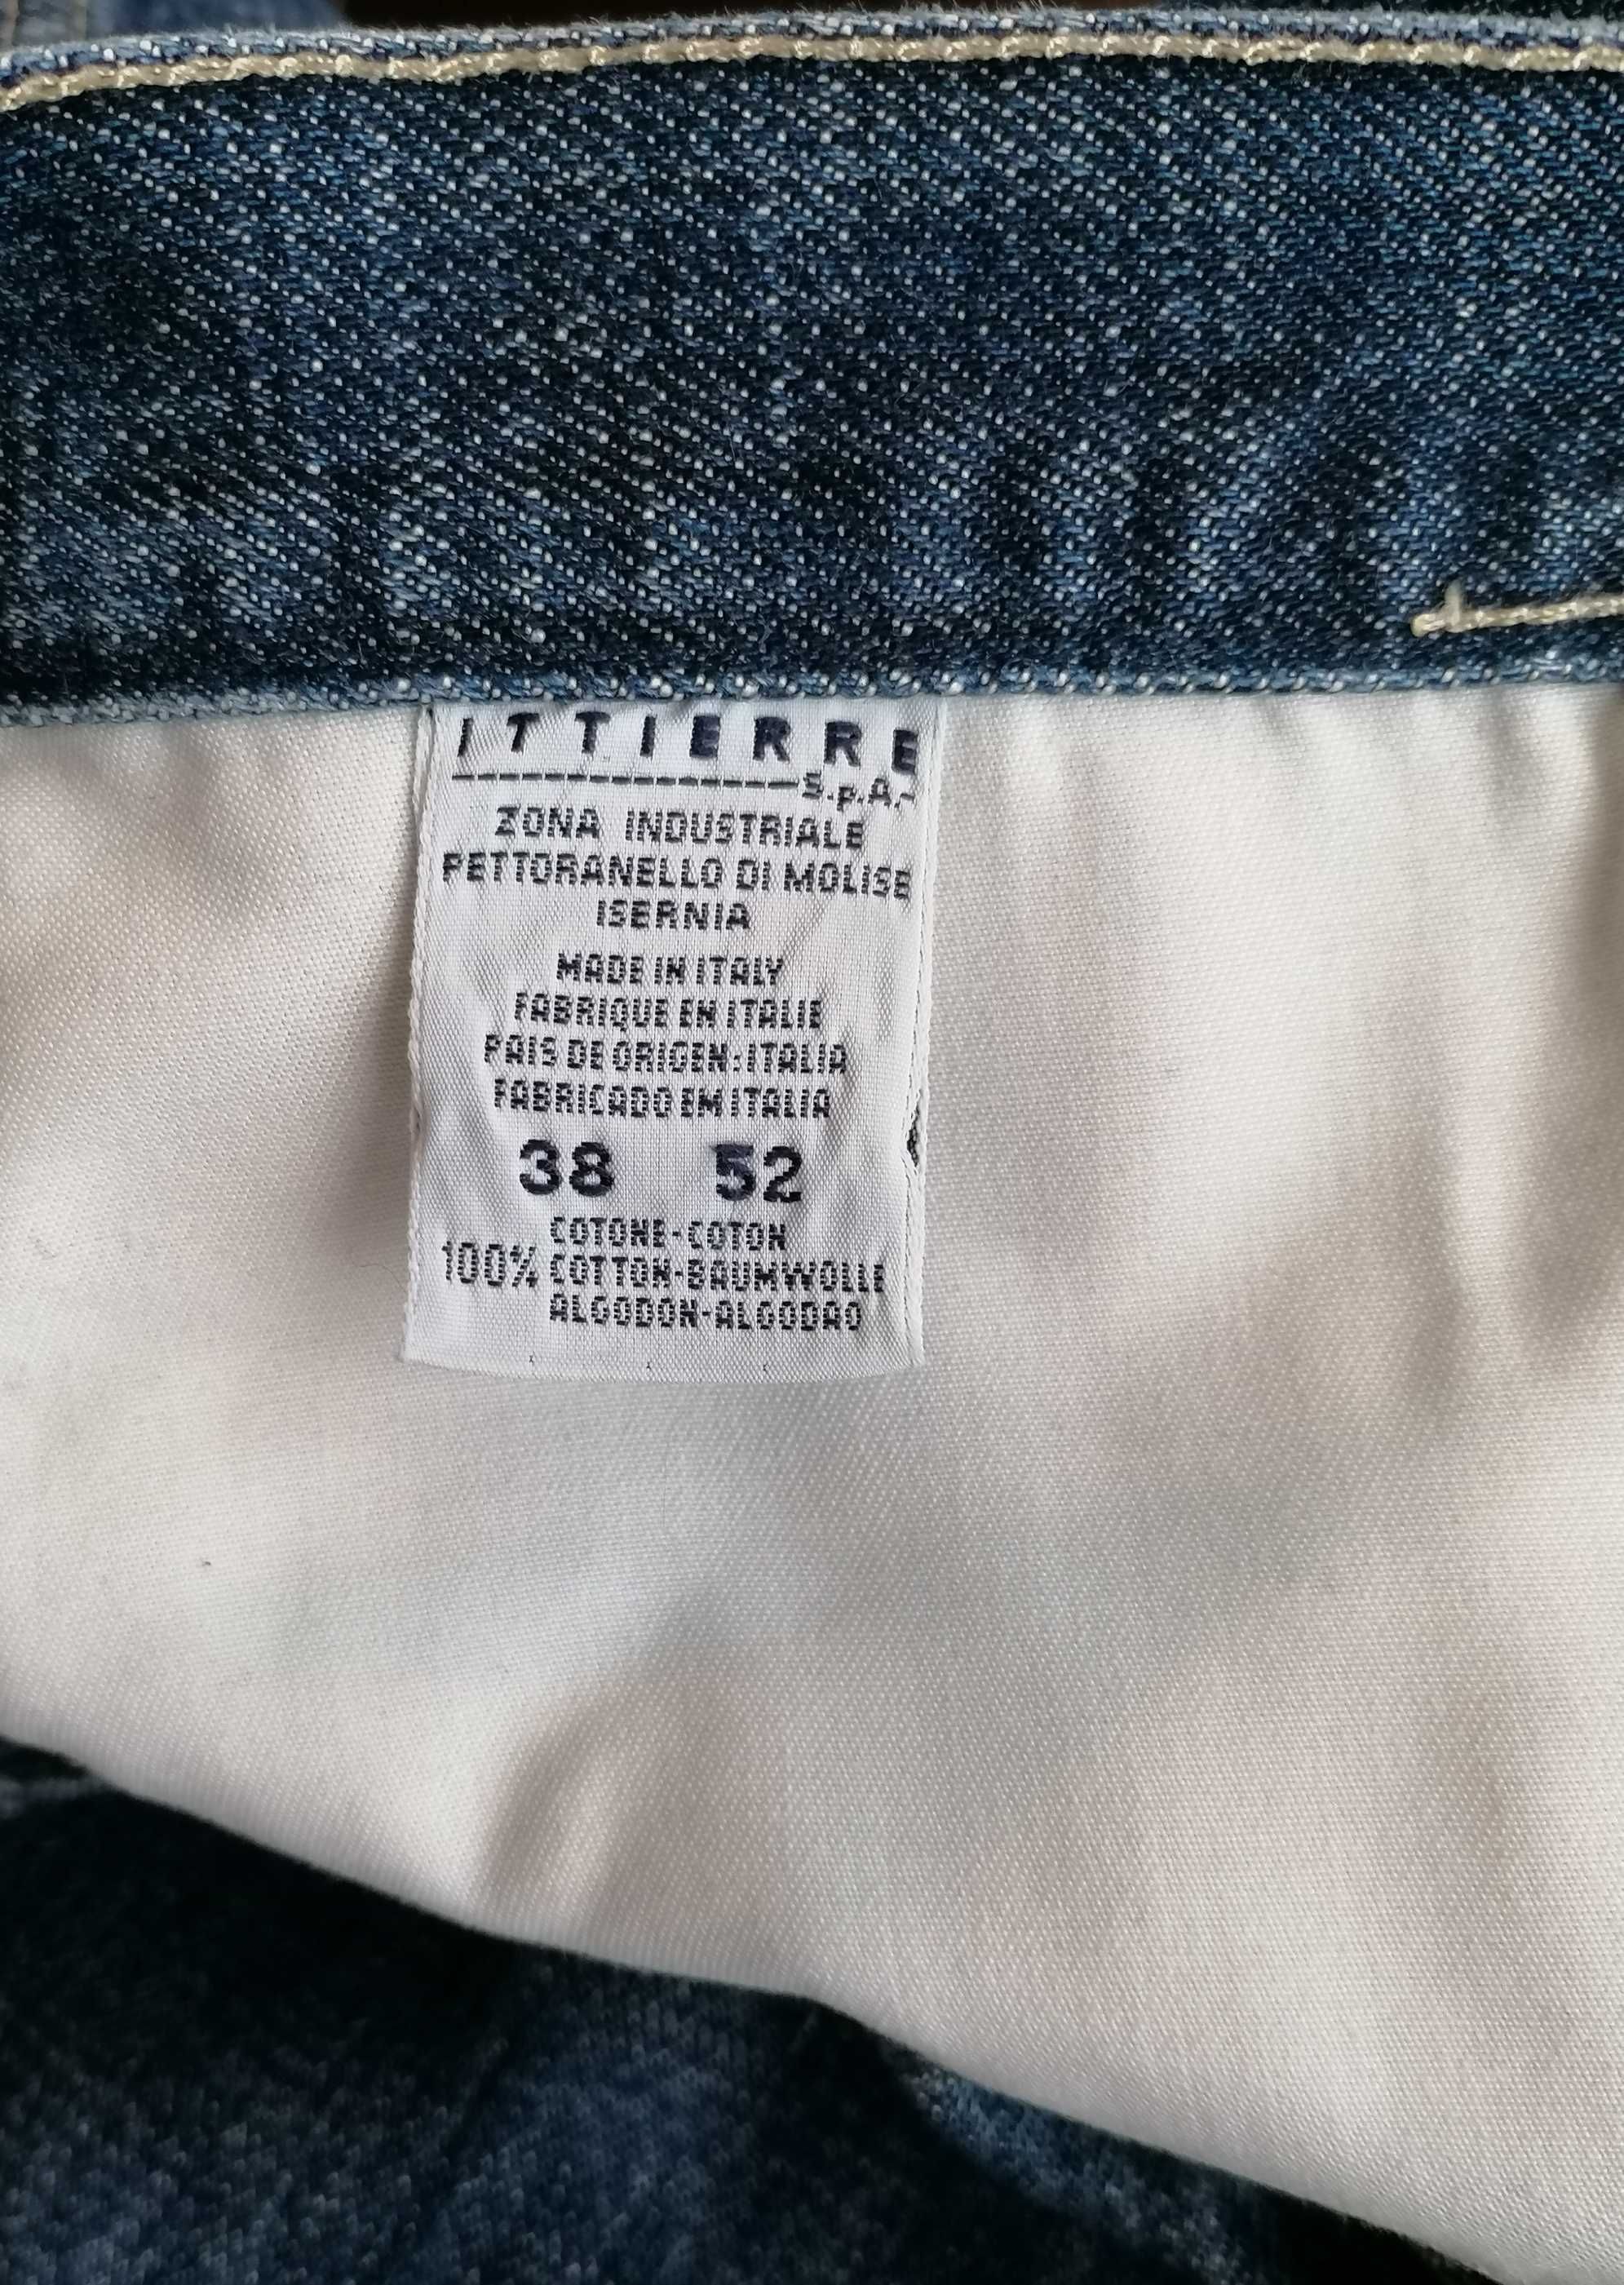 ITTIERRE
S.p.A.
ZONA INDUSTRIALE
PETTORANELLO DI MOLISE
ISERNIA
MADE IN ITALY
FABRIQUE EN ITALIE
PAIS DE ORIGEN:ITALIA
FABRICADO EM ITALIA
38 52
COTONE-COTON
100% COTTON-BAUMWOLLE
ALGODON-ALGODAO